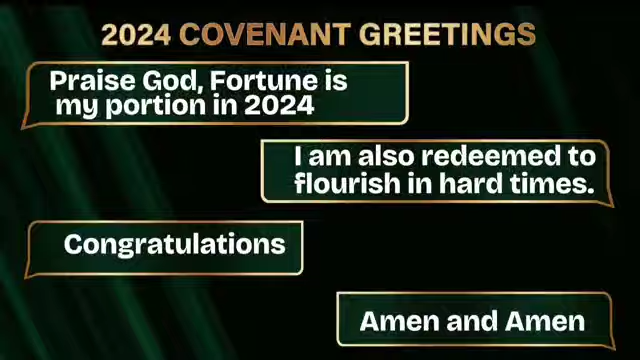 2024 COVENANT GREETINGS
Praise God, Fortune is
my portion in 2024
I am also redeemed to
flourish in hard times.
Congratulations
Amen and Amen